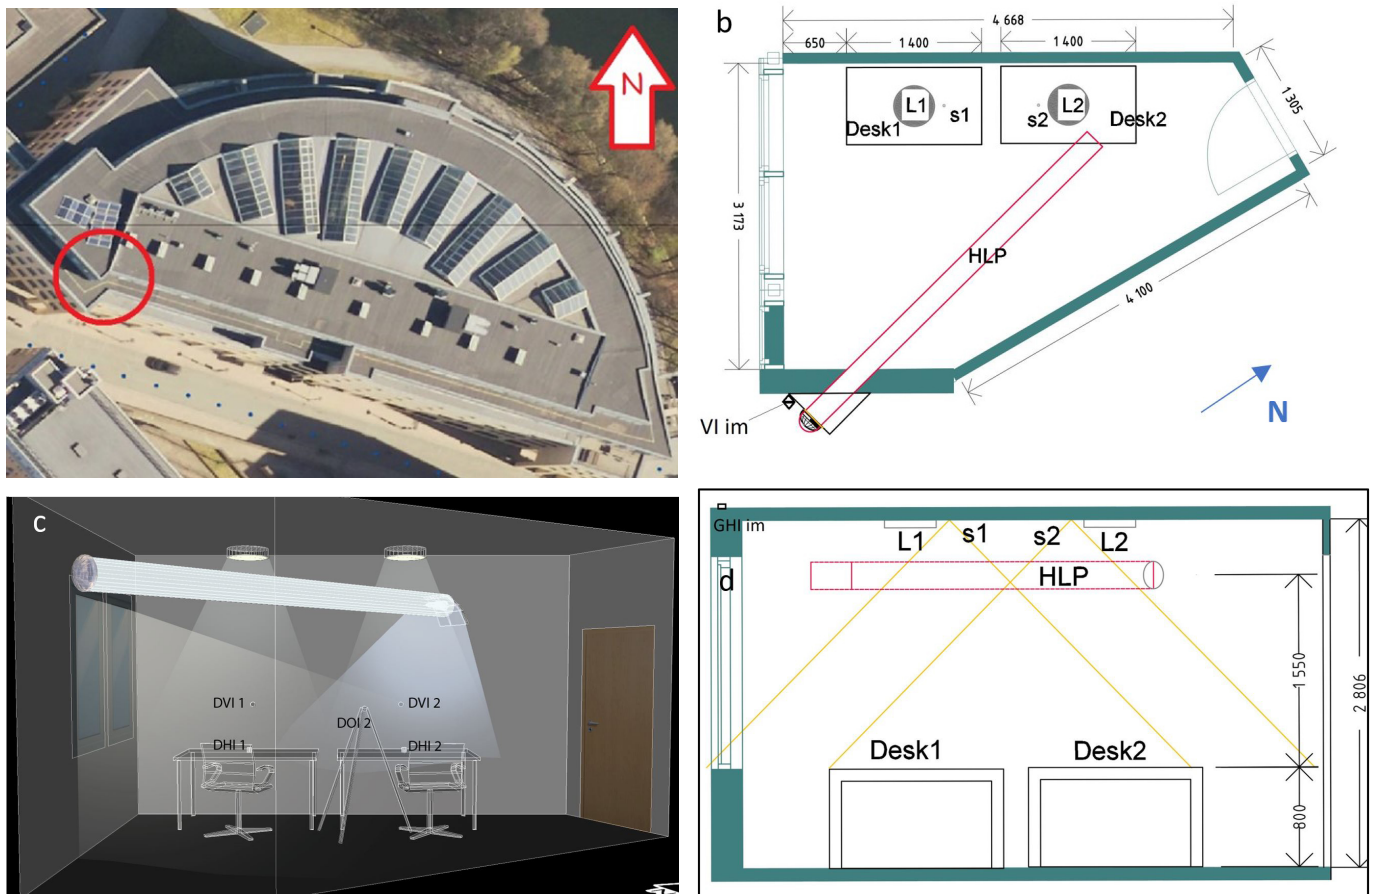 N
b
4 668
650
1 400
1 400
L1
s1
s2
L2
Desk1
Desk2
1 305
3 173
HLP
4 100
VI im
N
c
DVI 1
DVI 2
DOI 2
DHI 1
DHI 2
GHI im
L1
s1
s2
L2
d
HLP
1 550
2 806
Desk1
Desk2
800